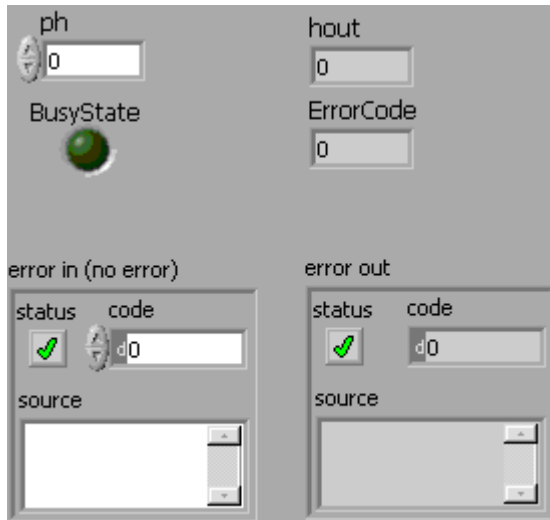 ph
0
hout
0
BusyState
ErrorCode
0
error in (no error)
status code
d0
source
error out
status code
d0
source